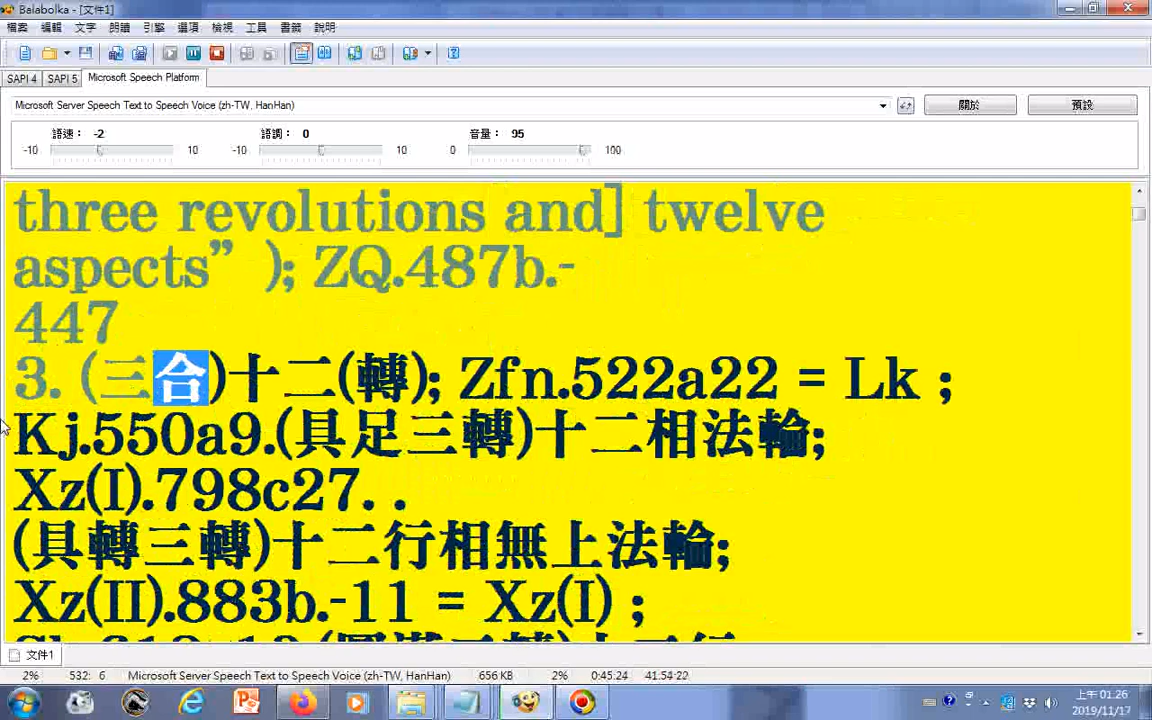 Balabolka - [文件1]
檔案 編輯 文字 朗讀 引擎 選項 檢視 工具 書籤 說明
SAPI 4 SAPI 5 Microsoft Speech Platform
Microsoft Server Speech Text to Speech Voice (zh-TW, HanHan) 關於 預設
語速: -2 語調: 0 音量: 95
-10 10 -10 10 0 100
three revolutions and] twelve
aspects” ); ZQ.487b.-
447
3. (三合)十二(轉); Zfn.522a22 = Lk ;
Kj.550a9.(具足三轉)十二相法輪;
Xz(I).798c27. .
(具轉三轉)十二行相無上法輪;
Xz(II).883b.-11 = Xz(I) ;
文件1
2% 532: 6 Microsoft Server Speech Text to Speech Voice (zh-TW, HanHan) 656 KB 2% 0:45:24 41:54:22
上午 01:26
2019/11/17